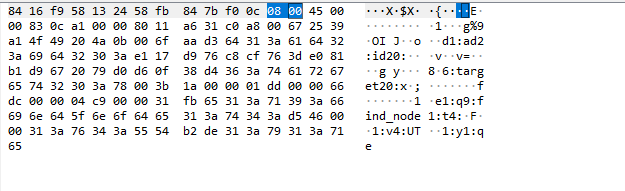 84 16 f9 58 13 24 58 fb 84 7b f0 0c 08 00 45 00 ···X·$X· ·{····E·
00 83 0c a1 00 00 80 11 a6 31 c0 a8 00 67 25 39 ········ ·1···g%9
a1 4f 49 20 4a 0b 00 6f aa d3 64 31 3a 61 64 32 ·OI J··o ··d1:ad2
3a 69 64 32 30 3a e1 17 d9 76 c8 cf 76 3d e0 81 :id20:·· ·v··v=··
b1 d9 67 20 79 d0 d6 0f 38 d4 36 3a 74 61 72 67 ··g y··· 8·6:targ
65 74 32 30 3a 78 00 3b 1a 00 00 01 dd 00 00 66 et20:x·; ·······f
dc 00 00 04 c9 00 00 31 fb 65 31 3a 71 39 3a 66 ·······1 ·e1:q9:f
69 6e 64 5f 6e 6f 64 65 31 3a 74 34 3a d5 46 00 ind_node 1:t4:·F·
00 31 3a 76 34 3a 55 54 b2 de 31 3a 79 31 3a 71 ·1:v4:UT ··1:y1:q
65 e